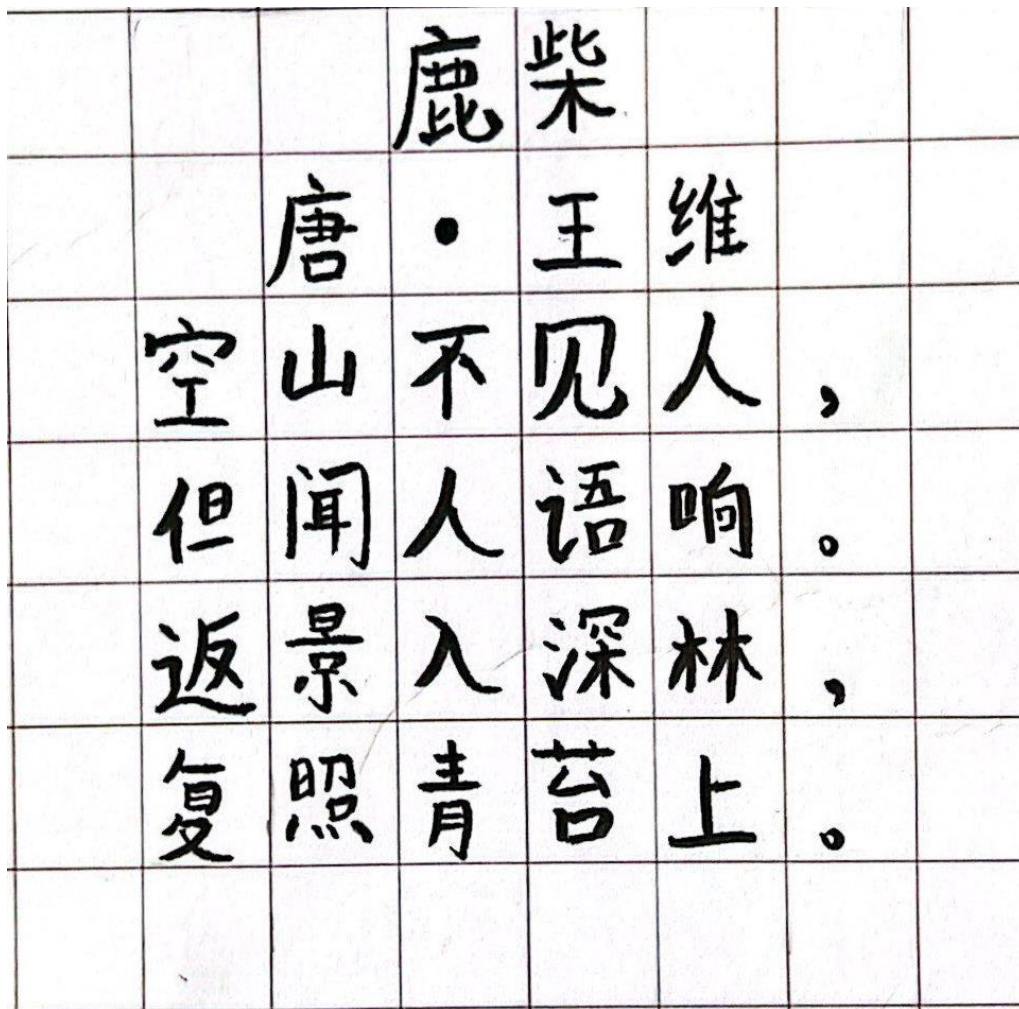 鹿柴
唐·王维
空山不见人，
但闻人语响。
返景入深林，
复照青苔上。